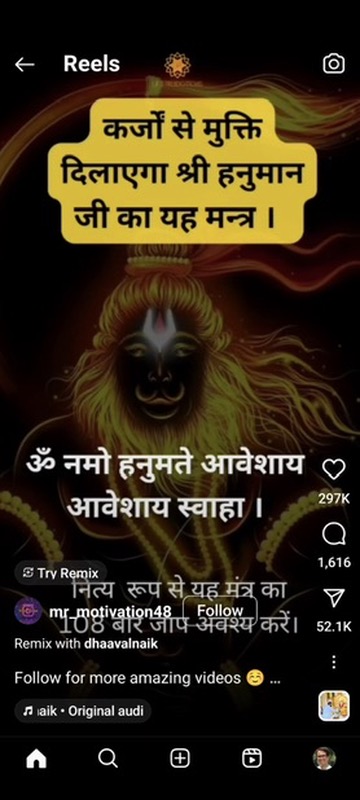 Reels
कर्जों से मुक्ति
दिलाएगा श्री हनुमान
जी का यह मन्त्र ।
ॐ नमो हनुमते आवेशाय
आवेशाय स्वाहा ।
297K
1,616
52.1K
Try Remix
नित्य रूप से यह मंत्र का
108 बार जाप अवश्य करें।
mr_motivation48 Follow
Remix with dhaavalnaik
Follow for more amazing videos ☺️ ...
naik • Original audi